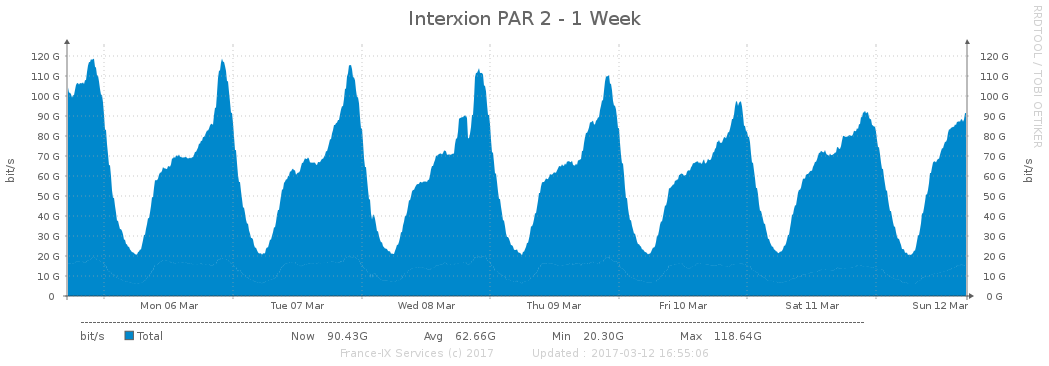 Interxion PAR 2 - 1 Week
RRDTOOL / TOBI OETIKER
bit/s
120 G 120 G
110 G 110 G
100 G 100 G
90 G 90 G
80 G 80 G
70 G 70 G
60 G 60 G
50 G 50 G
40 G 40 G
30 G 30 G
20 G 20 G
10 G 10 G
0 0 G
bit/s
Mon 06 Mar Tue 07 Mar Wed 08 Mar Thu 09 Mar Fri 10 Mar Sat 11 Mar Sun 12 Mar
bit/s Total Now 90.43G Avg 62.66G Min 20.30G Max 118.64G
France-IX Services (c) 2017 Updated : 2017-03-12 16:55:06